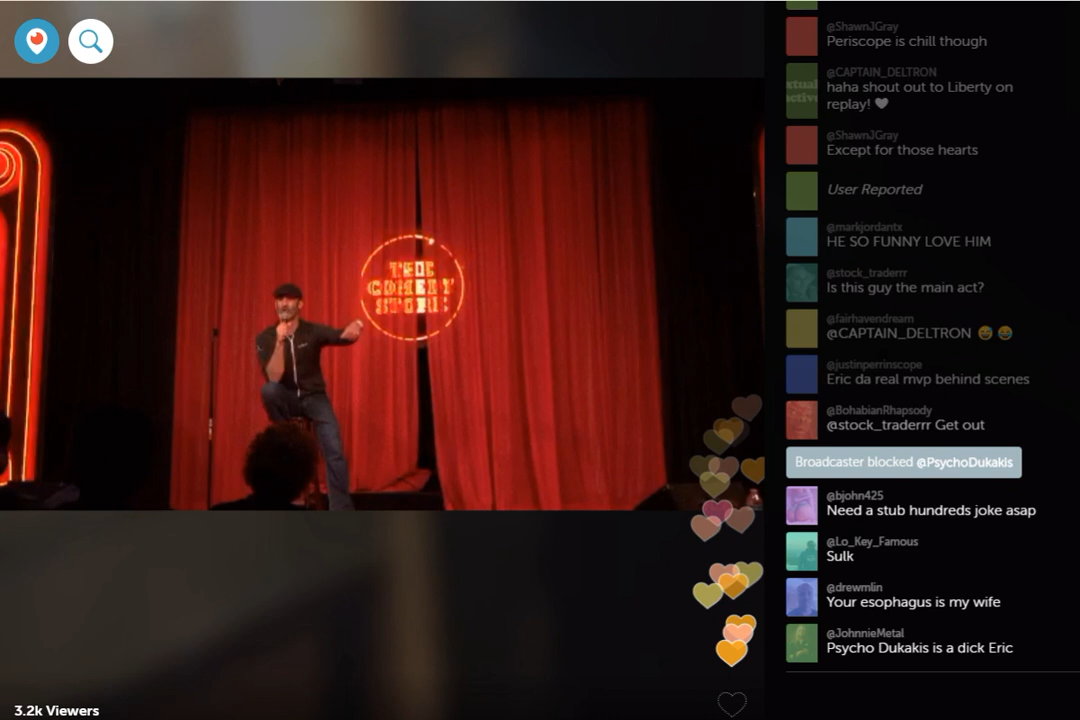 @ShawnJGray
Periscope is chill though
@CAPTAIN_DELTRON
haha shout out to Liberty on
replay! 🖤
@ShawnJGray
Except for those hearts
User Reported
@markjordantx
HE SO FUNNY LOVE HIM
@stock_traderrr
Is this guy the main act?
@fairhavendream
@CAPTAIN_DELTRON 😅 😂
@justinperrinscope
Eric da real mvp behind scenes
@BohabianRhapsody
@stock_traderrr Get out
Broadcaster blocked @PsychoDukakis
@bjohn425
Need a stub hundreds joke asap
@Lo_Key_Famous
Sulk
@drewmlin
Your esophagus is my wife
@JohnnieMetal
Psycho Dukakis is a dick Eric
THE
COMEDY
STORE
3.2k Viewers